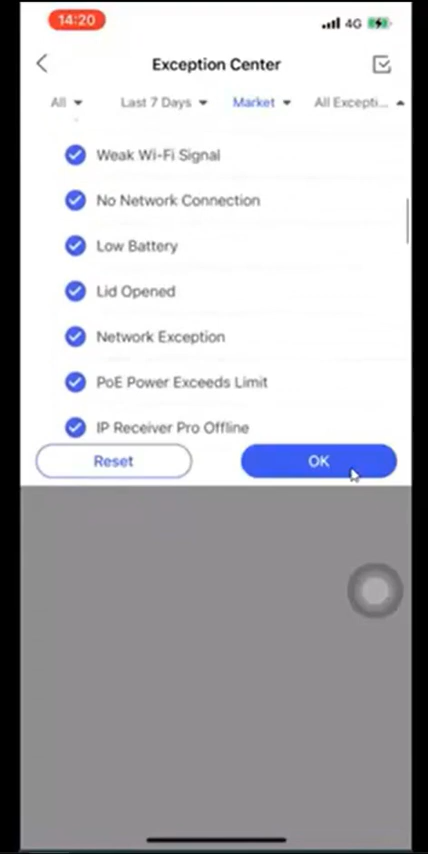 14:20
4G
Exception Center
All
Last 7 Days
Market
All Excepti...
Weak Wi-Fi Signal
No Network Connection
Low Battery
Lid Opened
Network Exception
PoE Power Exceeds Limit
IP Receiver Pro Offline
Reset
OK